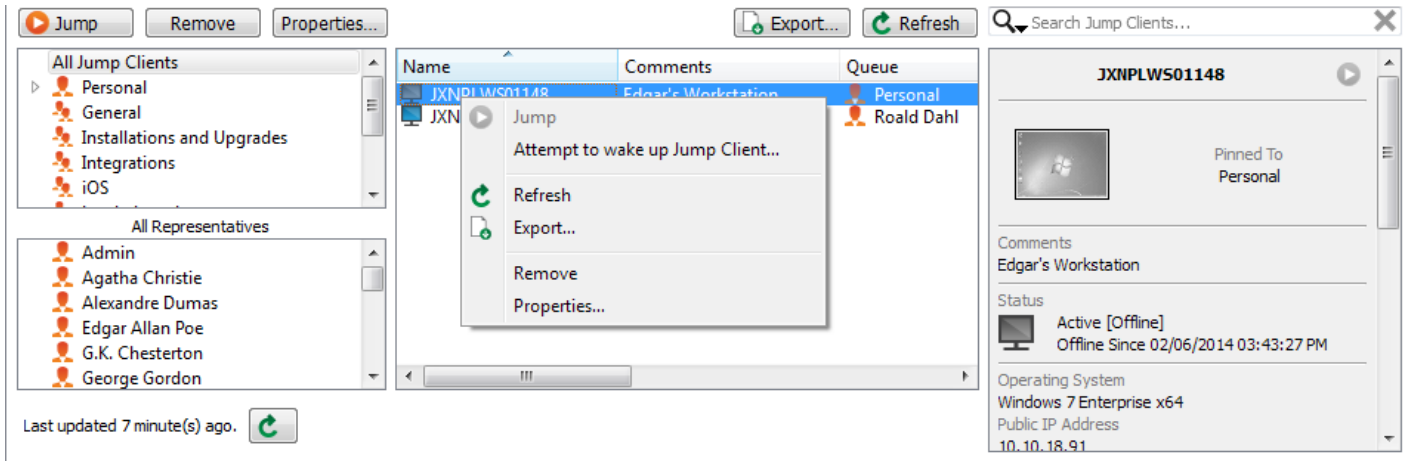 Jump
Remove
Properties...
Export...
Refresh
Search Jump Clients...
All Jump Clients
Personal
General
Installations and Upgrades
Integrations
iOS
All Representatives
Admin
Agatha Christie
Alexandre Dumas
Edgar Allan Poe
G.K. Chesterton
George Gordon
Last updated 7 minute(s) ago.
Name Comments Queue
JXNPLWS01148 Edgar's Workstation Personal
JXN Roald Dahl
Jump
Attempt to wake up Jump Client...
Refresh
Export...
Remove
Properties...
JXNPLWS01148
Pinned To
Personal
Comments
Edgar's Workstation
Status
Active [Offline]
Offline Since 02/06/2014 03:43:27 PM
Operating System
Windows 7 Enterprise x64
Public IP Address
10.10.18.91